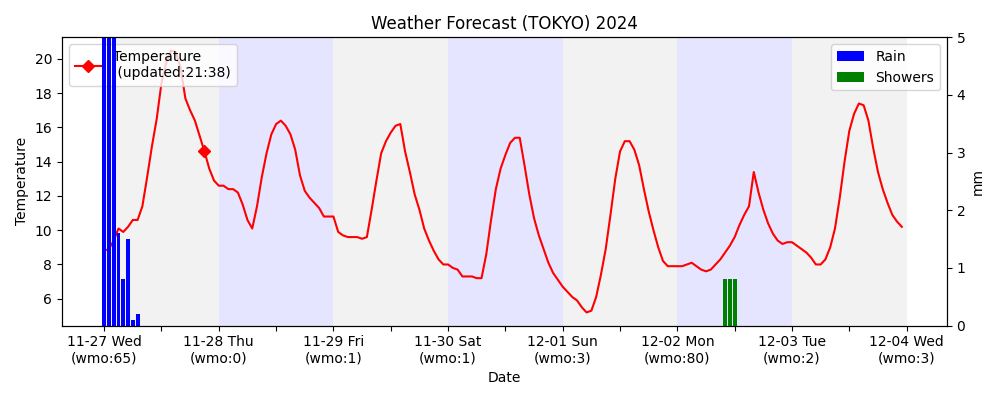 Weather Forecast (TOKYO) 2024
Temperature
(updated:21:38)
Rain
Showers
Temperature
20
18
16
14
12
10
8
6
5
4
3
2
1
0
mm
11-27 Wed
(wmo:65)
11-28 Thu
(wmo:0)
11-29 Fri
(wmo:1)
11-30 Sat
(wmo:1)
12-01 Sun
(wmo:3)
12-02 Mon
(wmo:80)
12-03 Tue
(wmo:2)
12-04 Wed
(wmo:3)
Date